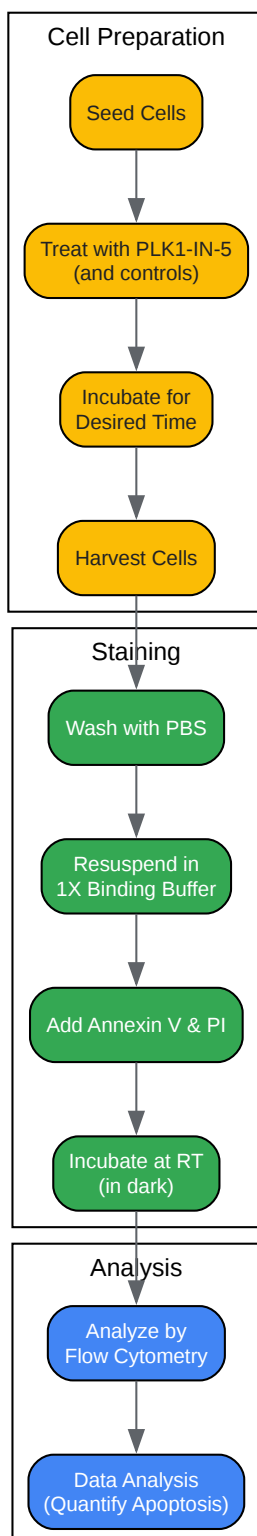 Cell Preparation
Seed Cells
Treat with PLK1-IN-5
(and controls)
Incubate for
Desired Time
Harvest Cells
Staining
Wash with PBS
Resuspend in
1X Binding Buffer
Add Annexin V & PI
Incubate at RT
(in dark)
Analysis
Analyze by
Flow Cytometry
Data Analysis
(Quantify Apoptosis)